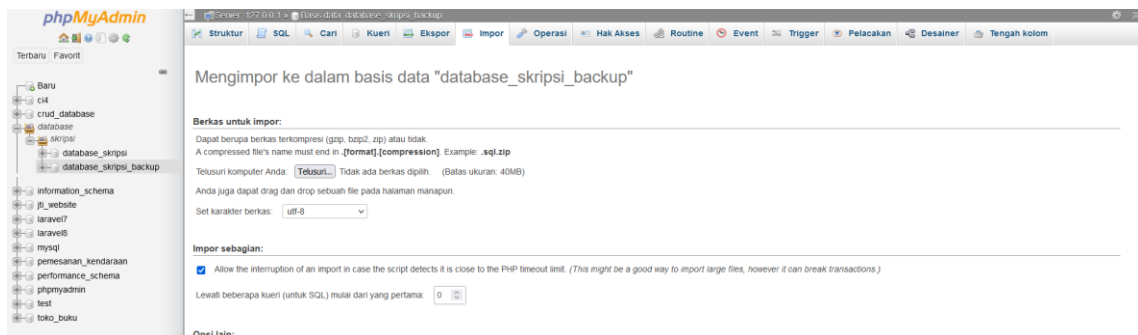 phpMyAdmin
Terbaru Favorit
Baru
ci4
crud_database
database
skripsi
database_skripsi
database_skripsi_backup
information_schema
jti_website
laravel7
laravel8
mysql
pemesanan_kendaraan
performance_schema
phpmyadmin
test
toko_buku
Server: 127.0.0.1 » Basis data: database_skripsi_backup
Struktur SQL Cari Kueri Ekspor Impor Operasi Hak Akses Routine Event Trigger Pelacakan Desainer Tengah kolom
Mengimpor ke dalam basis data "database_skripsi_backup"
Berkas untuk impor:
Dapat berupa berkas terkompresi (gzip, bzip2, zip) atau tidak.
A compressed file's name must end in .[format].[compression]. Example: .sql.zip
Telusuri komputer Anda: Telusuri... Tidak ada berkas dipilih. (Batas ukuran: 40MB)
Anda juga dapat drag dan drop sebuah file pada halaman manapun.
Set karakter berkas: utf-8
Impor sebagian:
Allow the interruption of an import in case the script detects it is close to the PHP timeout limit. (This might be a good way to import large files, however it can break transactions.)
Lewati beberapa kueri (untuk SQL) mulai dari yang pertama: 0
Opsi lain: